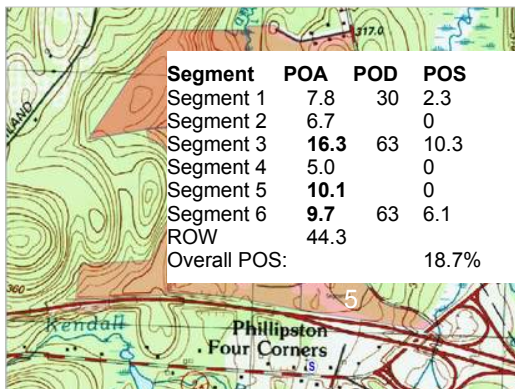 317.0
Segment POA POD POS
Segment 1 7.8 30 2.3
Segment 2 6.7 0
Segment 3 16.3 63 10.3
Segment 4 5.0 0
Segment 5 10.1 0
Segment 6 9.7 63 6.1
ROW 44.3
Overall POS: 18.7%
360
Segment
5
Kendall
Phillipston
Four Corners
S